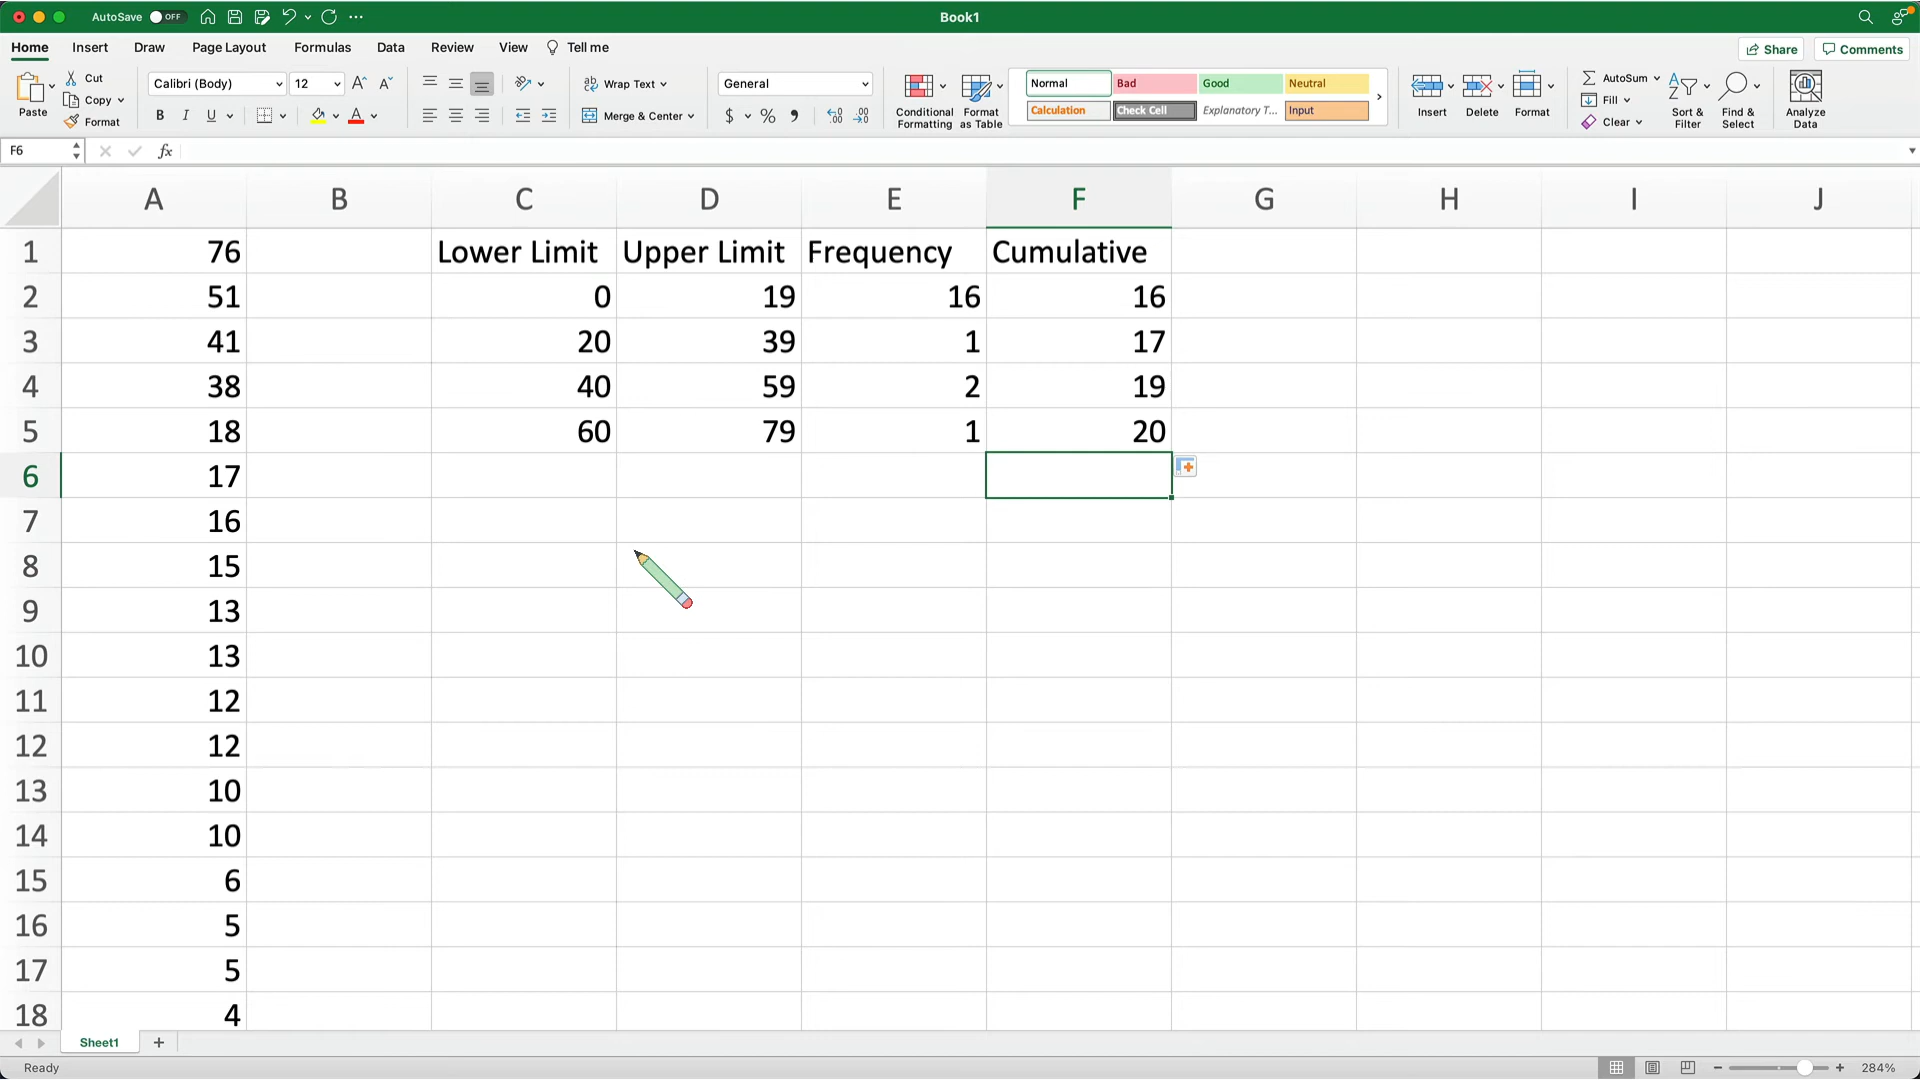 AutoSave OFF Book1
Home Insert Draw Page Layout Formulas Data Review View Tell me Share Comments
Paste Cut Copy Format
Calibri (Body) 12 A^ A˅
B I U A
ab Wrap Text
Merge & Center
General
$ % 9 .00 .00
Conditional Formatting
Format as Table
Normal Bad Good Neutral
Calculation Check Cell Explanatory T... Input
Insert Delete Format
AutoSum
Fill
Clear
Sort & Filter
Find & Select
Analyze Data
F6 fx
A B C D E F G H I J
1 76 Lower Limit Upper Limit Frequency Cumulative
2 51 0 19 16 16
3 41 20 39 1 17
4 38 40 59 2 19
5 18 60 79 1 20
6 17
7 16
8 15
9 13
10 13
11 12
12 12
13 10
14 10
15 6
16 5
17 5
18 4
Sheet1 +
Ready 284%